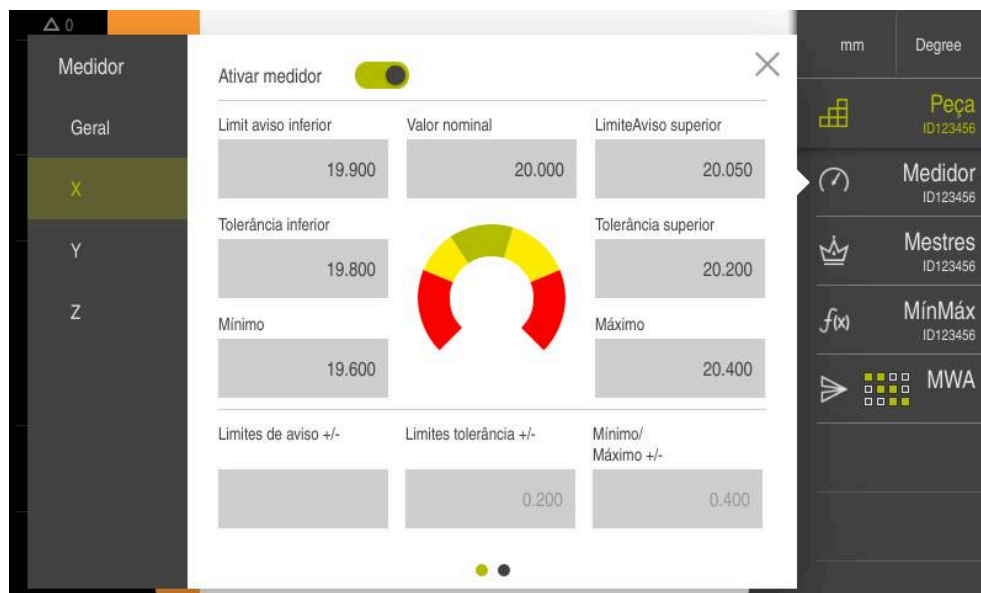 0
Medidor
Geral
X
Y
Z
Ativar medidor
Limit aviso inferior
Valor nominal
LimiteAviso superior
19.900
20.000
20.050
Tolerância inferior
Tolerância superior
19.800
20.200
Mínimo
Máximo
19.600
20.400
Limites de aviso +/-
Limites tolerância +/-
Mínimo/
Máximo +/-
0.200
0.400
mm
Degree
Peça
ID123456
Medidor
ID123456
Mestres
ID123456
f(x)
MínMáx
ID123456
MWA